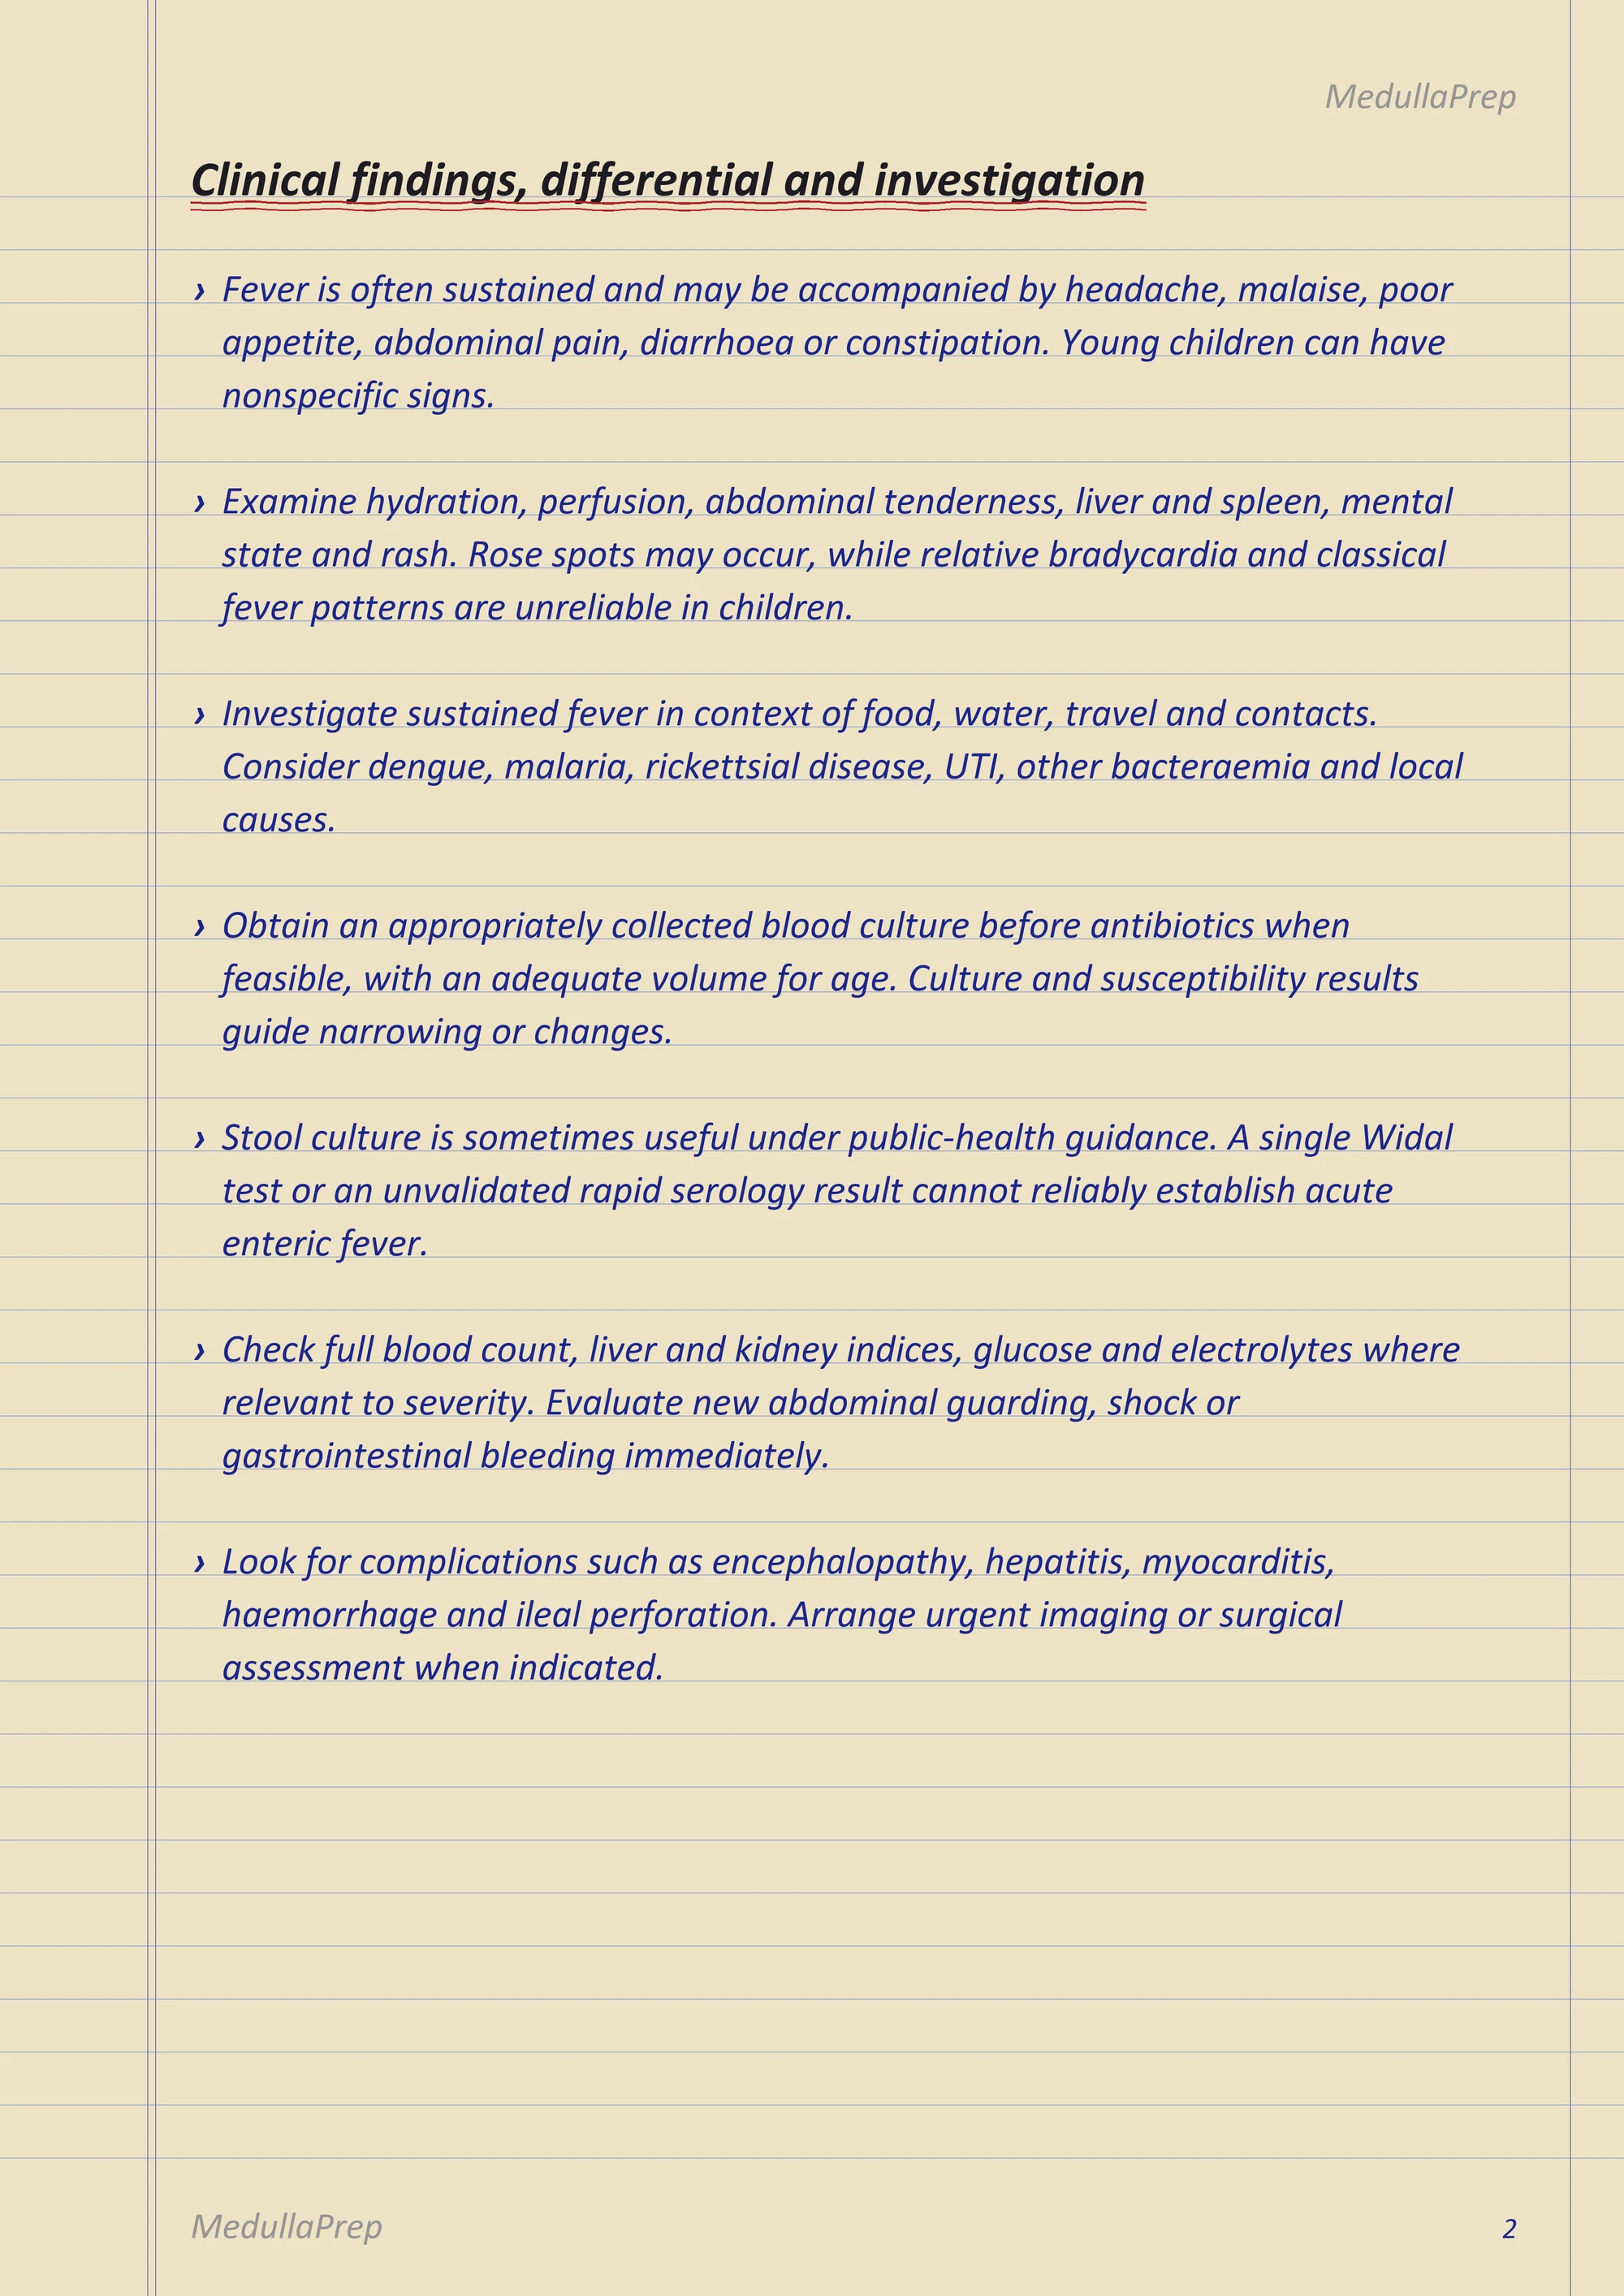 MedullaPrep
Clinical findings, differential and investigation
› Fever is often sustained and may be accompanied by headache, malaise, poor
appetite, abdominal pain, diarrhoea or constipation. Young children can have
nonspecific signs.
› Examine hydration, perfusion, abdominal tenderness, liver and spleen, mental
state and rash. Rose spots may occur, while relative bradycardia and classical
fever patterns are unreliable in children.
› Investigate sustained fever in context of food, water, travel and contacts.
Consider dengue, malaria, rickettsial disease, UTI, other bacteraemia and local
causes.
› Obtain an appropriately collected blood culture before antibiotics when
feasible, with an adequate volume for age. Culture and susceptibility results
guide narrowing or changes.
› Stool culture is sometimes useful under public-health guidance. A single Widal
test or an unvalidated rapid serology result cannot reliably establish acute
enteric fever.
› Check full blood count, liver and kidney indices, glucose and electrolytes where
relevant to severity. Evaluate new abdominal guarding, shock or
gastrointestinal bleeding immediately.
› Look for complications such as encephalopathy, hepatitis, myocarditis,
haemorrhage and ileal perforation. Arrange urgent imaging or surgical
assessment when indicated.
MedullaPrep
2